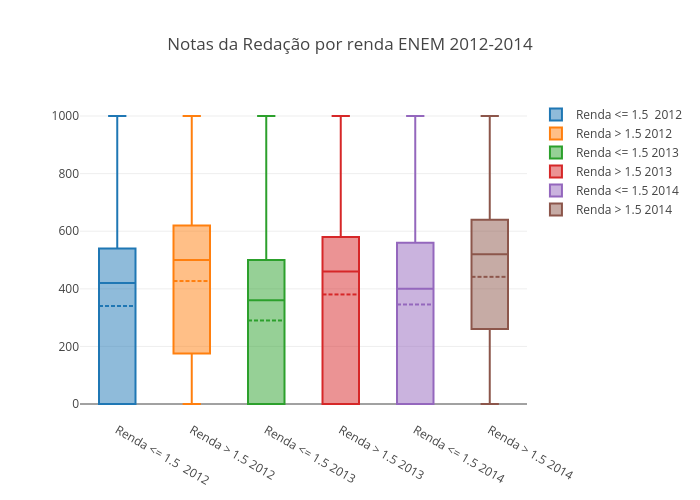 Notas da Redação por renda ENEM 2012-2014
1000
800
600
400
200
0
Renda <= 1.5  2012
Renda > 1.5 2012
Renda <= 1.5 2013
Renda > 1.5 2013
Renda <= 1.5 2014
Renda > 1.5 2014
Renda <= 1.5  2012
Renda > 1.5 2012
Renda <= 1.5 2013
Renda > 1.5 2013
Renda <= 1.5 2014
Renda > 1.5 2014